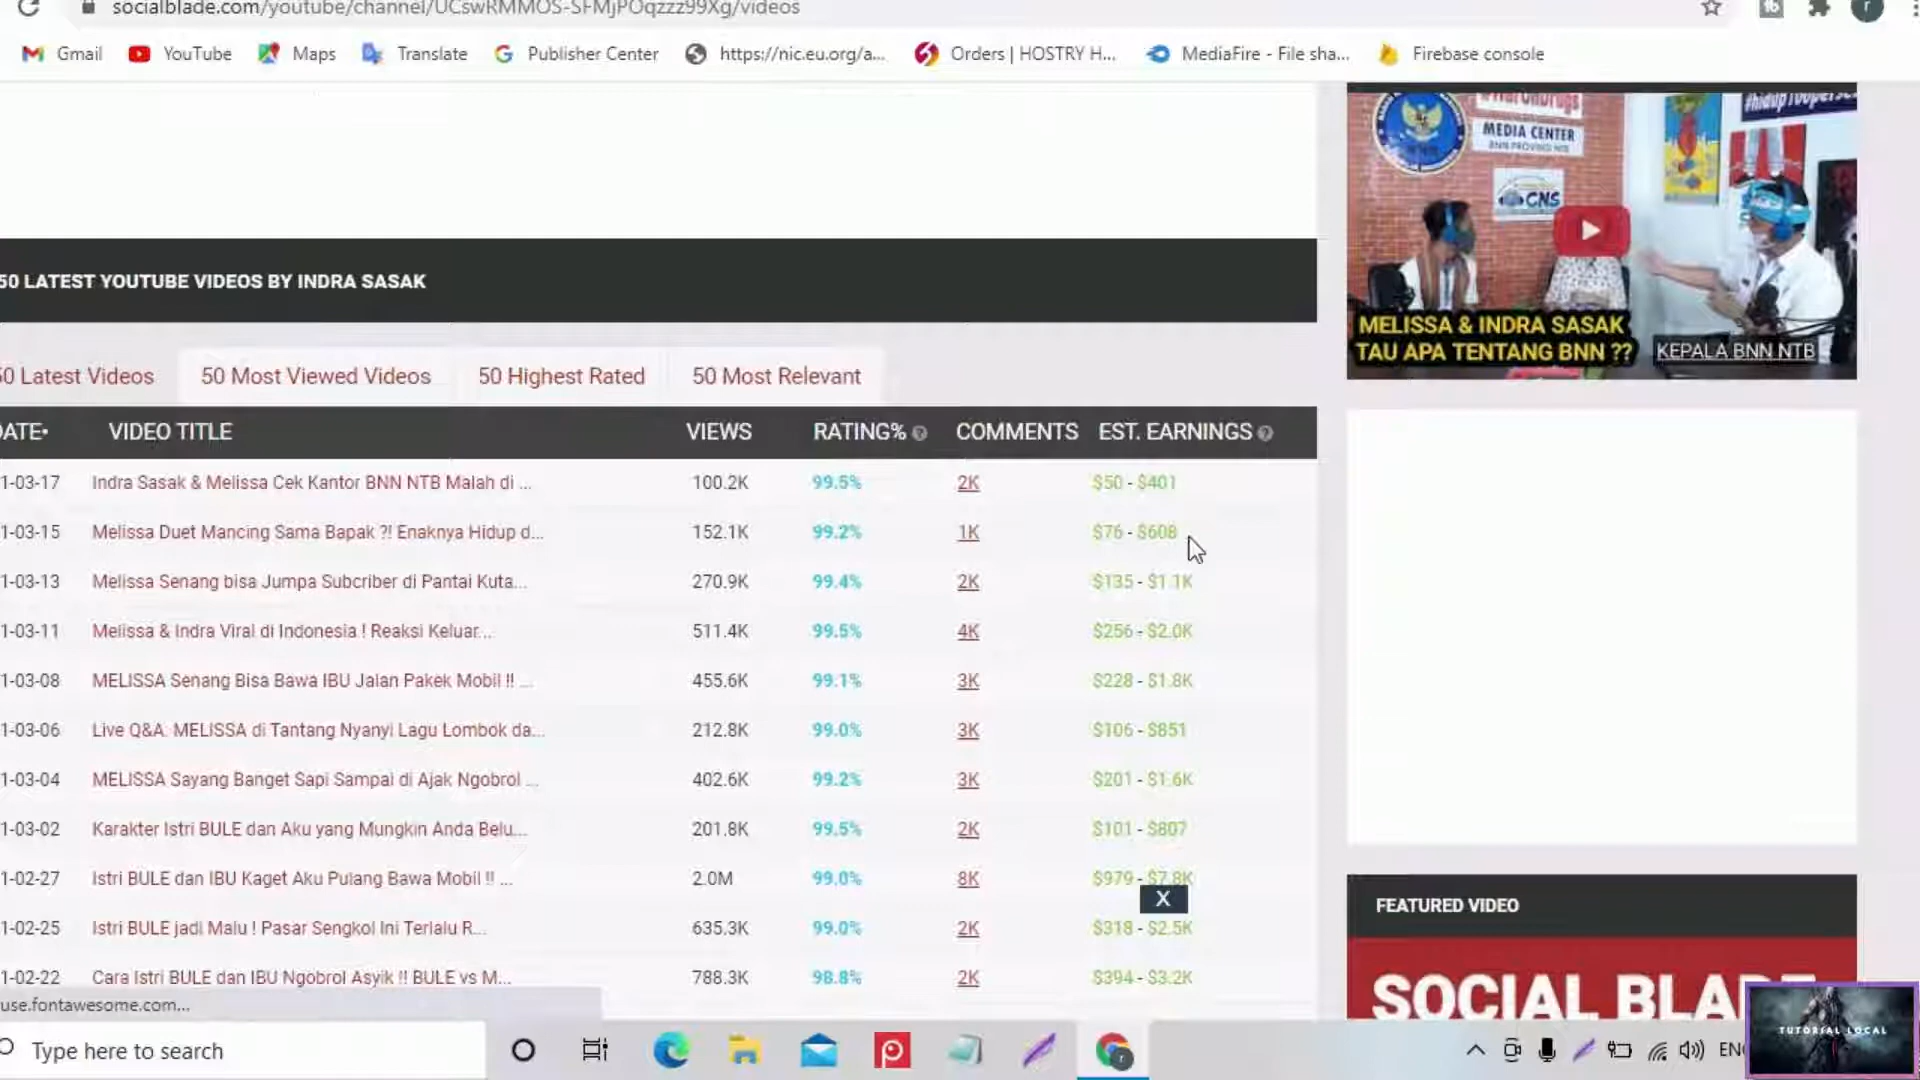 socialblade.com/youtube/channel/UCswRMMOS-SFMjPOqzzz99Xg/videos
Gmail YouTube Maps Translate Publisher Center https://nic.eu.org/a... Orders | HOSTRY H... MediaFire - File sha... Firebase console
MEDIA CENTER
BNN PROVINSI NTB
CNS
MELISSA & INDRA SASAK
TAU APA TENTANG BNN ??
KEPALA BNN NTB
50 LATEST YOUTUBE VIDEOS BY INDRA SASAK
50 Latest Videos 50 Most Viewed Videos 50 Highest Rated 50 Most Relevant
DATE VIDEO TITLE VIEWS RATING% COMMENTS EST. EARNINGS
1-03-17 Indra Sasak & Melissa Cek Kantor BNN NTB Malah di ... 100.2K 99.5% 2K $50 - $401
1-03-15 Melissa Duet Mancing Sama Bapak ?! Enaknya Hidup d... 152.1K 99.2% 1K $76 - $608
1-03-13 Melissa Senang bisa Jumpa Subcriber di Pantai Kuta... 270.9K 99.4% 2K $135 - $1.1K
1-03-11 Melissa & Indra Viral di Indonesia ! Reaksi Keluar... 511.4K 99.5% 4K $256 - $2.0K
1-03-08 MELISSA Senang Bisa Bawa IBU Jalan Pakek Mobil !! ... 455.6K 99.1% 3K $228 - $1.8K
1-03-06 Live Q&A: MELISSA di Tantang Nyanyi Lagu Lombok da... 212.8K 99.0% 3K $106 - $851
1-03-04 MELISSA Sayang Banget Sapi Sampai di Ajak Ngobrol ... 402.6K 99.2% 3K $201 - $1.6K
1-03-02 Karakter Istri BULE dan Aku yang Mungkin Anda Belu... 201.8K 99.5% 2K $101 - $807
1-02-27 Istri BULE dan IBU Kaget Aku Pulang Bawa Mobil !! ... 2.0M 99.0% 8K $979 - $7.8K
X
1-02-25 Istri BULE jadi Malu ! Pasar Sengkol Ini Terlalu R... 635.3K 99.0% 2K $318 - $2.5K
1-02-22 Cara Istri BULE dan IBU Ngobrol Asyik !! BULE vs M... 788.3K 98.8% 2K $394 - $3.2K
FEATURED VIDEO
SOCIAL BLADE
use.fontawesome.com...
Type here to search
ENG
TUTORIAL LOCAL